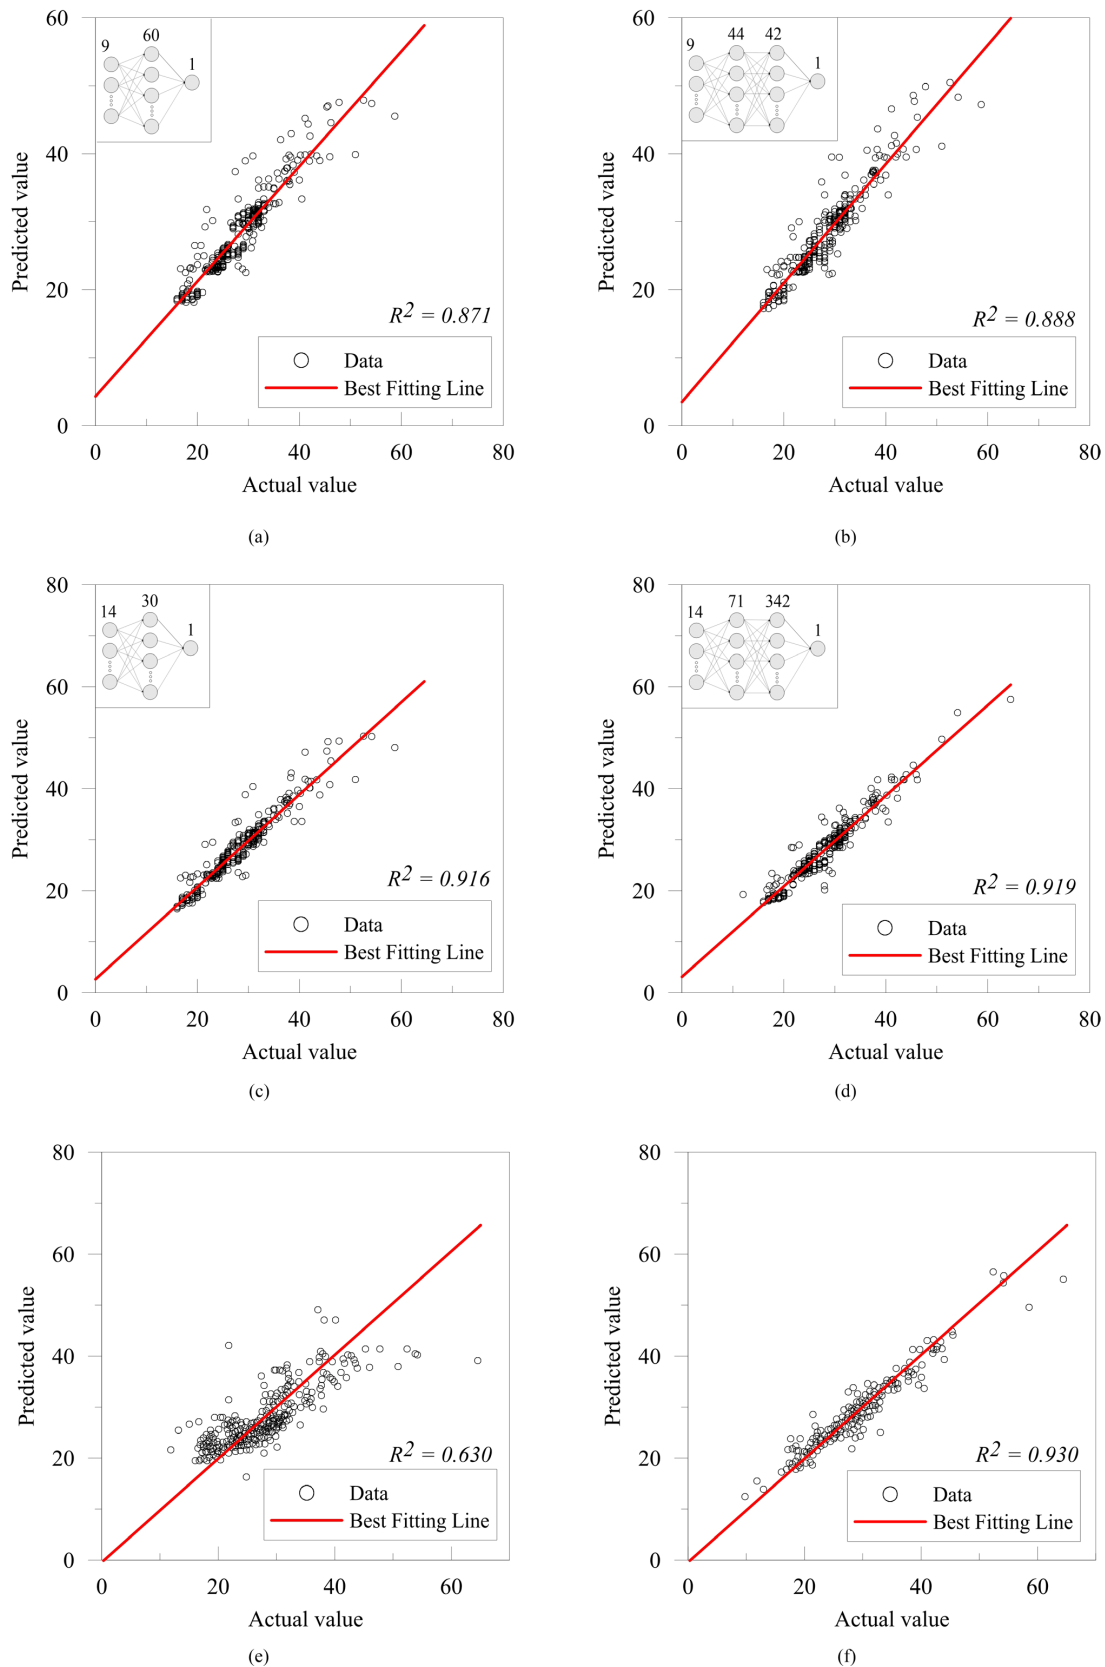 60
40
20
0
0 20 40 60 80
Predicted value
Actual value
9 60 1
R2 = 0.871
Data
Best Fitting Line
(a)
60
40
20
0
0 20 40 60 80
Predicted value
Actual value
9 44 42 1
R2 = 0.888
Data
Best Fitting Line
(b)
80
60
40
20
0
0 20 40 60 80
Predicted value
Actual value
14 30 1
R2 = 0.916
Data
Best Fitting Line
(c)
80
60
40
20
0
0 20 40 60 80
Predicted value
Actual value
14 71 342 1
R2 = 0.919
Data
Best Fitting Line
(d)
80
60
40
20
0
0 20 40 60
Predicted value
Actual value
R2 = 0.630
Data
Best Fitting Line
(e)
80
60
40
20
0
0 20 40 60
Predicted value
Actual value
R2 = 0.930
Data
Best Fitting Line
(f)